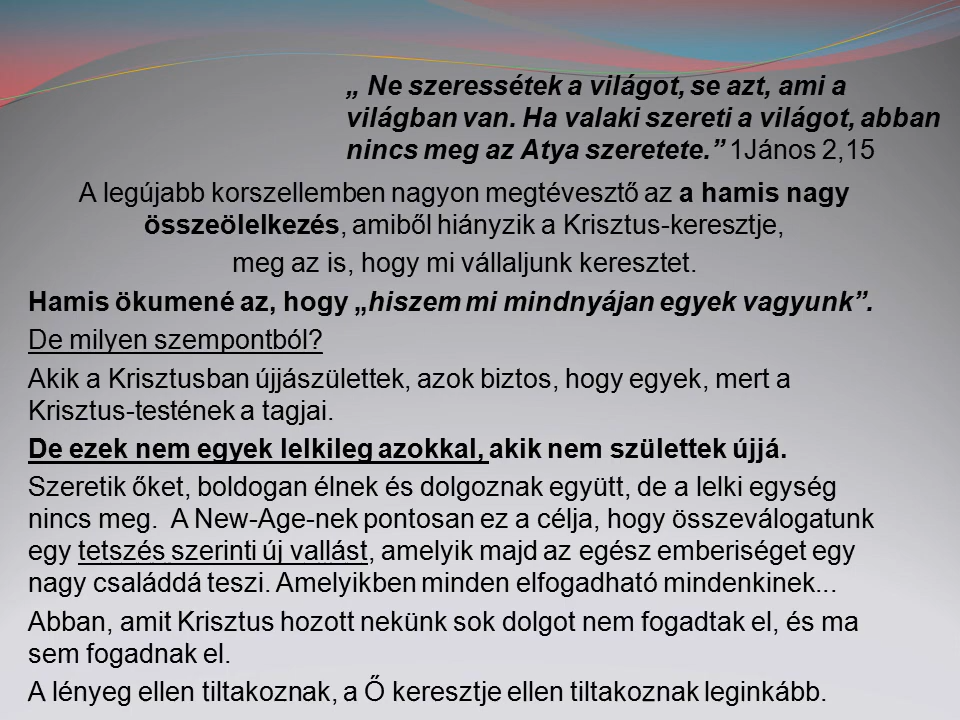 „ Ne szeressétek a világot, se azt, ami a
világban van. Ha valaki szereti a világot, abban
nincs meg az Atya szeretete.” 1János 2,15
A legújabb korszellemben nagyon megtévesztő az a hamis nagy
összeölelkezés, amiből hiányzik a Krisztus-keresztje,
meg az is, hogy mi vállaljunk keresztet.
Hamis ökumené az, hogy „hiszem mi mindnyájan egyek vagyunk”.
De milyen szempontból?
Akik a Krisztusban újjászülettek, azok biztos, hogy egyek, mert a
Krisztus-testének a tagjai.
De ezek nem egyek lelkileg azokkal, akik nem születtek újjá.
Szeretik őket, boldogan élnek és dolgoznak együtt, de a lelki egység
nincs meg.  A New-Age-nek pontosan ez a célja, hogy összeválogatunk
egy tetszés szerinti új vallást, amelyik majd az egész emberiséget egy
nagy családdá teszi. Amelyikben minden elfogadható mindenkinek...
Abban, amit Krisztus hozott nekünk sok dolgot nem fogadtak el, és ma
sem fogadnak el.
A lényeg ellen tiltakoznak, a Ő keresztje ellen tiltakoznak leginkább.